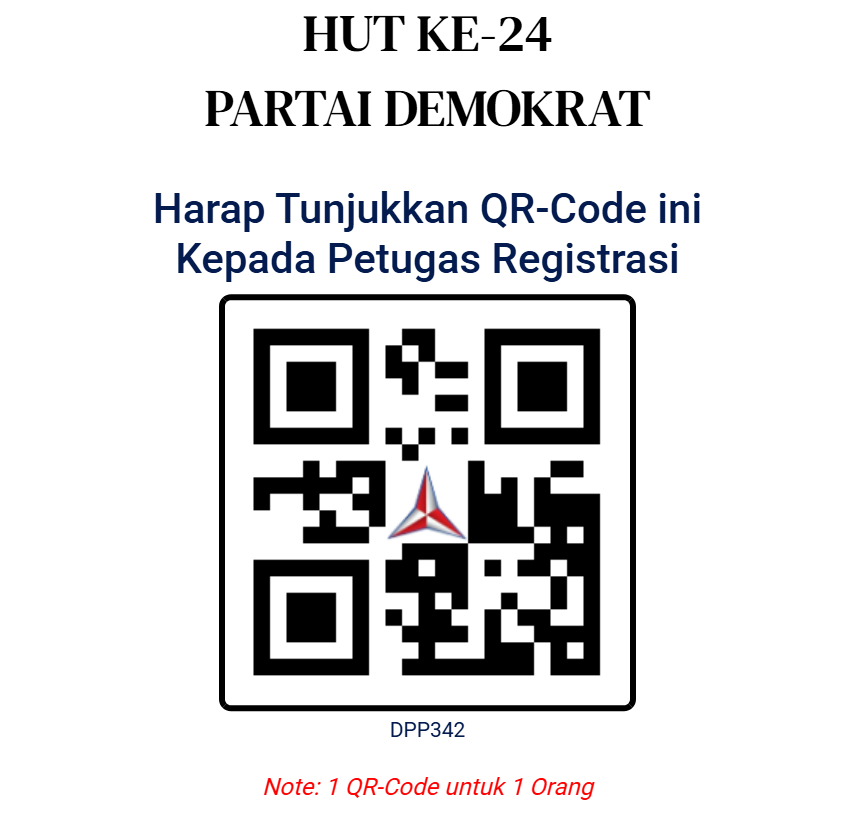 HUT KE-24
PARTAI DEMOKRAT
Harap Tunjukkan QR-Code ini
Kepada Petugas Registrasi
DPP342
Note: 1 QR-Code untuk 1 Orang